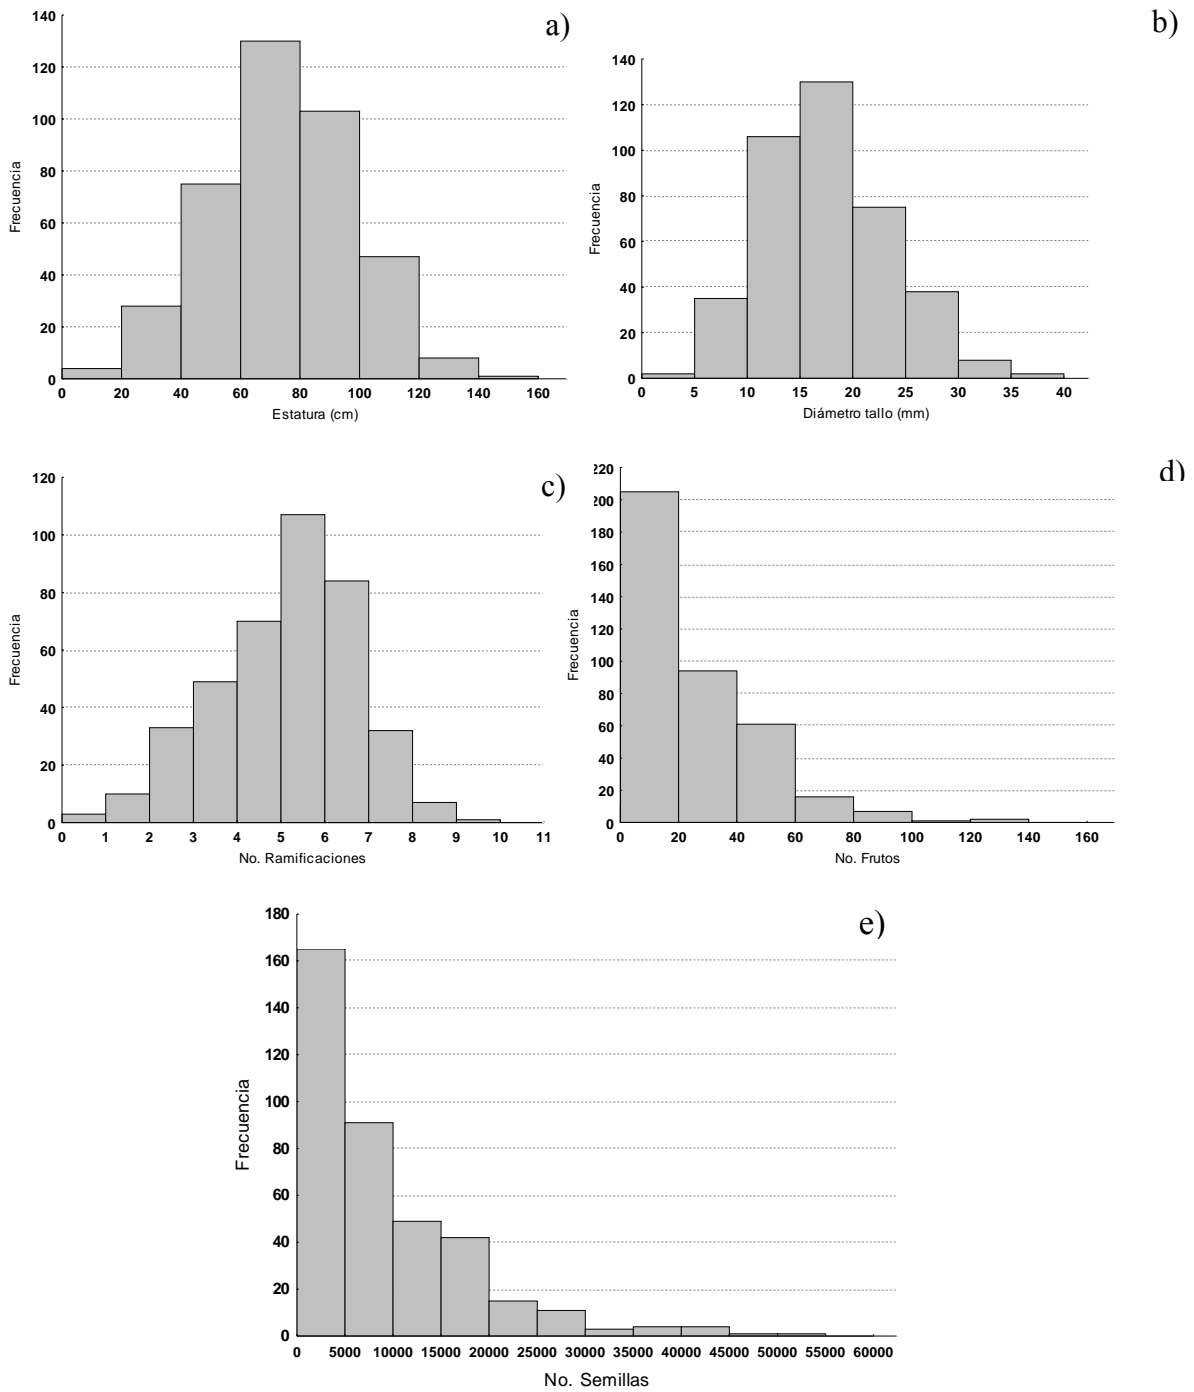 a)
140
120
100
80
60
40
20
0
Frecuencia
0 20 40 60 80 100 120 140 160
Estatura (cm)
b)
140
120
100
80
60
40
20
0
Frecuencia
0 5 10 15 20 25 30 35 40
Diámetro tallo (mm)
c)
120
100
80
60
40
20
0
Frecuencia
0 1 2 3 4 5 6 7 8 9 10 11
No. Ramificaciones
d)
220
200
180
160
140
120
100
80
60
40
20
0
Frecuencia
0 20 40 60 80 100 120 140 160
No. Frutos
e)
180
160
140
120
100
80
60
40
20
0
Frecuencia
0 5000 10000 15000 20000 25000 30000 35000 40000 45000 50000 55000 60000
No. Semillas